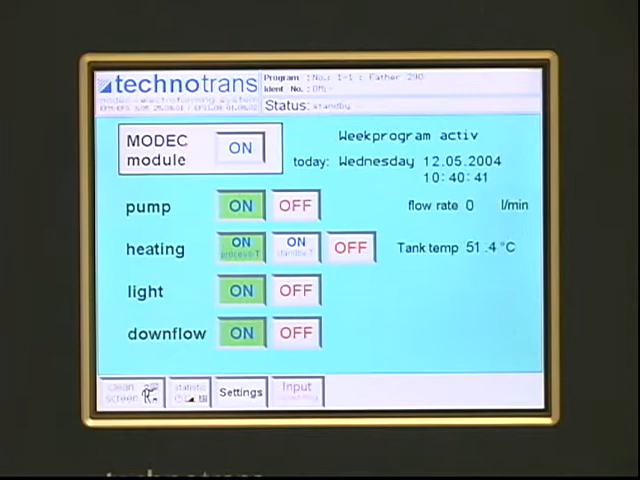 technotrans
Program : No.: 1-1 : Father 290
Ident No. :
Status: standby
MODEC
module
ON
Weekprogram activ
today: Wednesday 12.05.2004
10:40:41
pump ON OFF flow rate 0 l/min
heating ON process-T ON standby-T OFF Tank temp 51.4 °C
light ON OFF
downflow ON OFF
clean
screen
statistic
Settings
Input